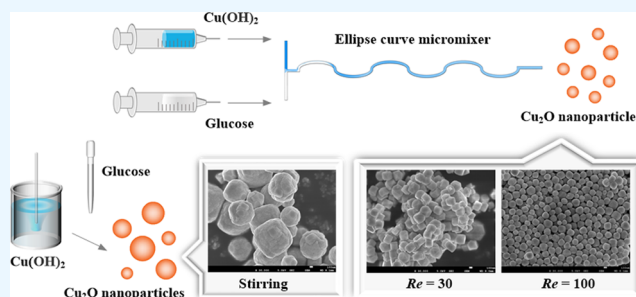 Cu(OH)₂
Ellipse curve micromixer
Glucose
Cu₂O nanoparticle
Glucose
Cu(OH)₂
Cu₂O nanoparticles
Stirring
Re = 30
Re = 100